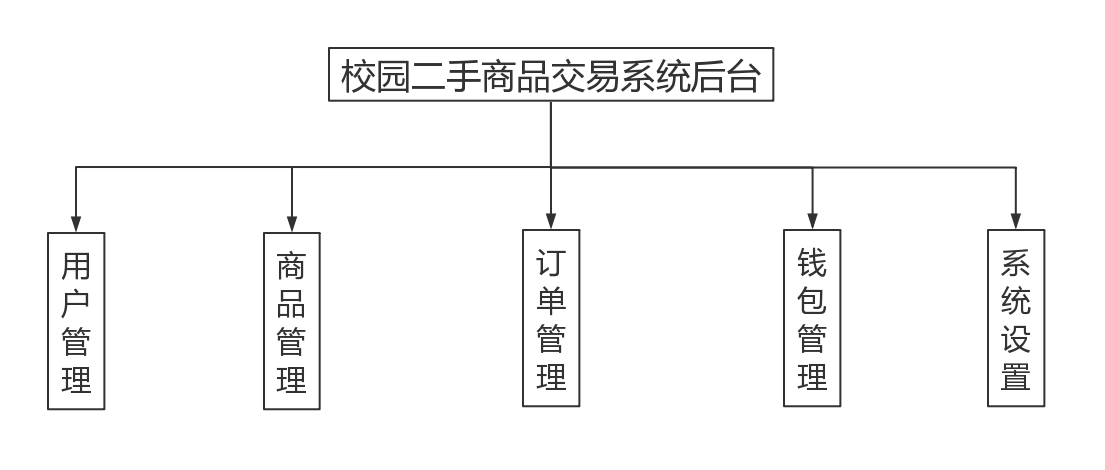 校园二手商品交易系统后台
用户管理
商品管理
订单管理
钱包管理
系统设置